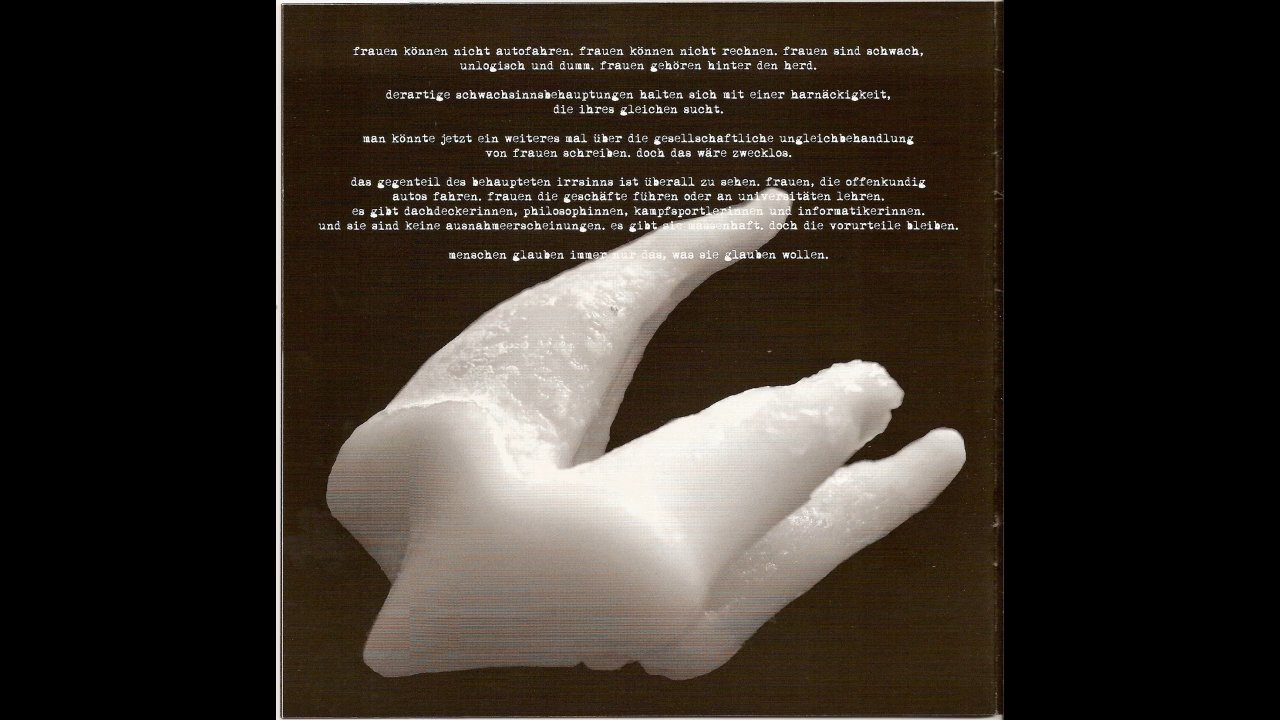 frauen können nicht autofahren. frauen können nicht rechnen. frauen sind schwach,
unlogisch und dumm. frauen gehören hinter den herd.
derartige schwachsinnsbehauptungen halten sich mit einer harnäckigkeit,
die ihres gleichen sucht.
man könnte jetzt ein weiteres mal über die gesellschaftliche ungleichbehandlung
von frauen schreiben. doch das wäre zwecklos.
das gegenteil des behaupteten irrsinns ist überall zu sehen. frauen, die offenkundig
autos fahren. frauen die geschäfte führen oder an universitäten lehren.
es gibt dachdeckerinnen, philosophinnen, kampfsportlerinnen und informatikerinnen.
und sie sind keine ausnahmeerscheinungen. es gibt sie massenhaft. doch die vorurteile bleiben.
menschen glauben immer nur das, was sie glauben wollen.